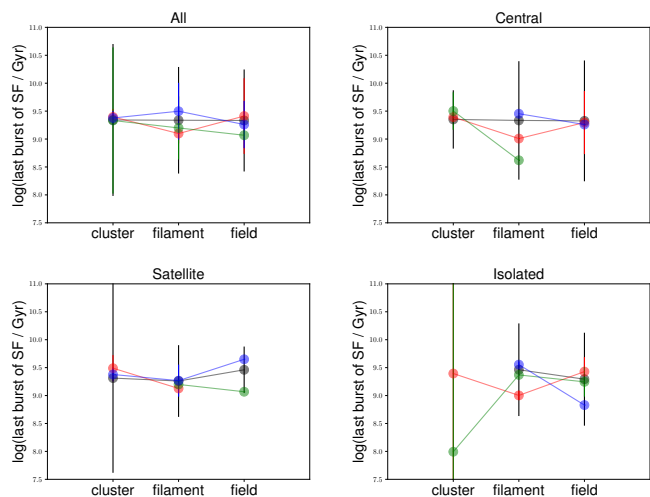 All
Central
log(last burst of SF / Gyr)
11.0
10.5
10.0
9.5
9.0
8.5
8.0
7.5
cluster filament field
log(last burst of SF / Gyr)
11.0
10.5
10.0
9.5
9.0
8.5
8.0
7.5
cluster filament field
Satellite
Isolated
log(last burst of SF / Gyr)
11.0
10.5
10.0
9.5
9.0
8.5
8.0
7.5
cluster filament field
log(last burst of SF / Gyr)
11.0
10.5
10.0
9.5
9.0
8.5
8.0
7.5
cluster filament field